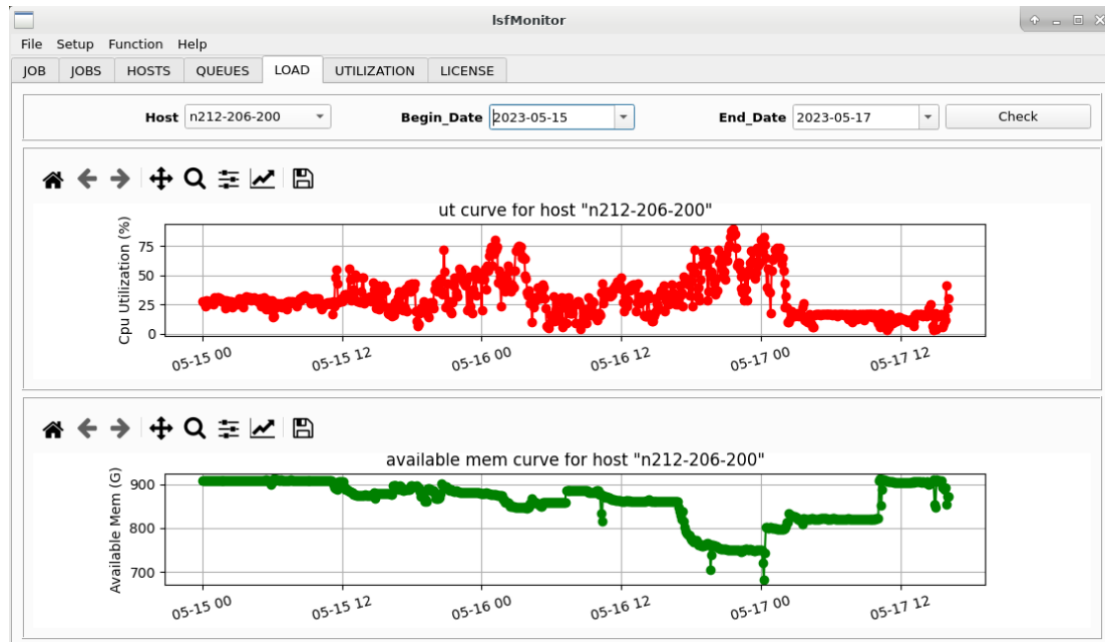 lsfMonitor
File Setup Function Help
JOB JOBS HOSTS QUEUES LOAD UTILIZATION LICENSE
Host n212-206-200 Begin_Date 2023-05-15 End_Date 2023-05-17 Check
ut curve for host "n212-206-200"
Cpu Utilization (%)
75
50
25
0
05-15 00 05-15 12 05-16 00 05-16 12 05-17 00 05-17 12
available mem curve for host "n212-206-200"
Available Mem (G)
900
800
700
05-15 00 05-15 12 05-16 00 05-16 12 05-17 00 05-17 12